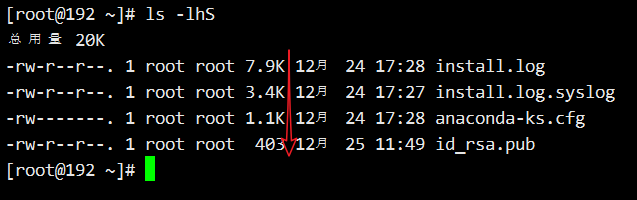 [root@192 ~]# ls -lhS
总用量 20K
-rw-r--r--. 1 root root 7.9K 12月 24 17:28 install.log
-rw-r--r--. 1 root root 3.4K 12月 24 17:27 install.log.syslog
-rw-------. 1 root root 1.1K 12月 24 17:28 anaconda-ks.cfg
-rw-r--r--. 1 root root  403 12月 25 11:49 id_rsa.pub
[root@192 ~]#